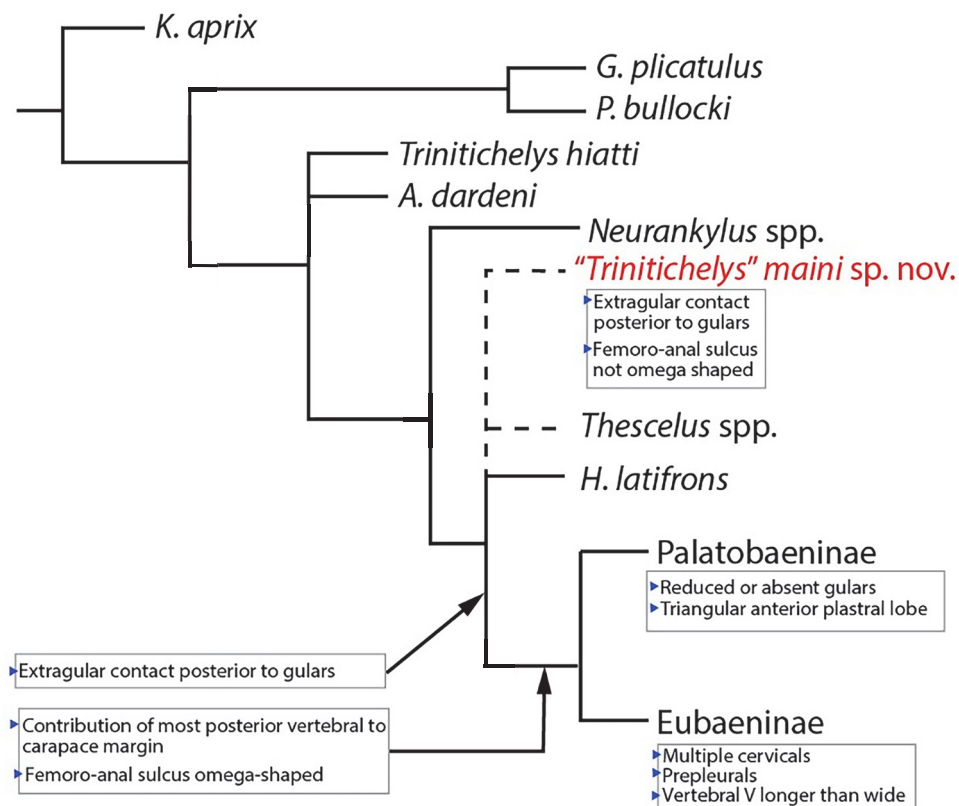 K. aprix
G. plicatulus
P. bullocki
Trinitichelys hiatti
A. dardeni
Neurankylus spp.
“Trinitichelys” maini sp. nov.
Extragular contact
posterior to gulars
Femoro-anal sulcus
not omega shaped
Thescelus spp.
H. latifrons
Palatobaeninae
Reduced or absent gulars
Triangular anterior plastral lobe
Extragular contact posterior to gulars
Contribution of most posterior vertebral to
carapace margin
Femoro-anal sulcus omega-shaped
Eubaeninae
Multiple cervicals
Prepleurals
Vertebral V longer than wide